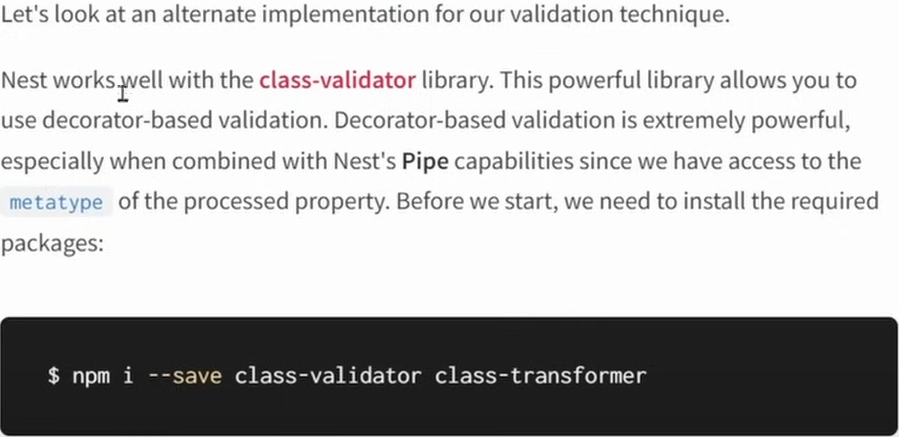 Let's look at an alternate implementation for our validation technique.
Nest works well with the class-validator library. This powerful library allows you to
use decorator-based validation. Decorator-based validation is extremely powerful,
especially when combined with Nest's Pipe capabilities since we have access to the
metatype of the processed property. Before we start, we need to install the required
packages:
$ npm i --save class-validator class-transformer